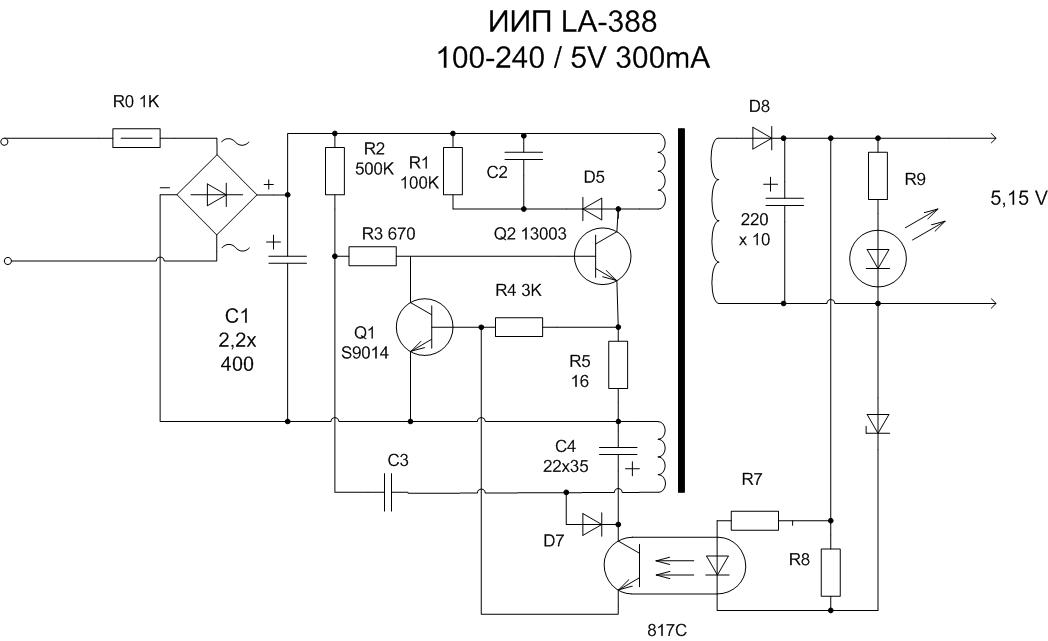 ИИП LA-388
100-240 / 5V 300mA
R0 1K
D8
R2
500K
R1
100K
C2
D5
R9
5,15 V
220
x 10
R3 670
Q2 13003
R4 3K
C1
2,2x
400
Q1
S9014
R5
16
C3
C4
22x35
R7
D7
R8
817C